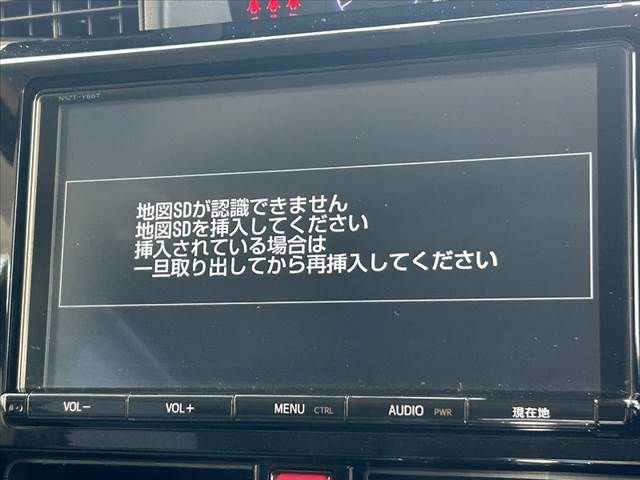 NSZT-Y66T
地図SDが認識できません
地図SDを挿入してください
挿入されている場合は
一旦取り出してから再挿入してください
VOL− VOL+ MENU CTRL AUDIO PWR 現在地